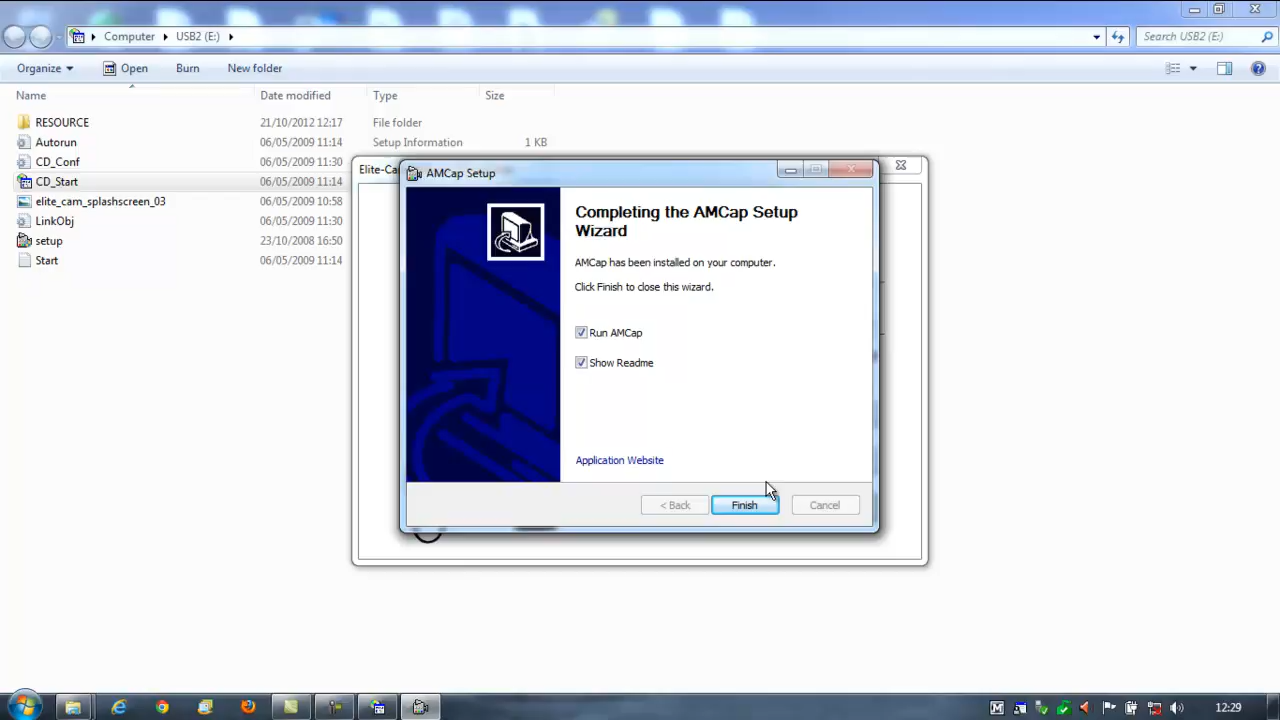 Computer USB2 (E:) Search USB2 (E:)
Organize Open Burn New folder
Name Date modified Type Size
RESOURCE 21/10/2012 12:17 File folder
Autorun 06/05/2009 11:14 Setup Information 1 KB
CD_Conf 06/05/2009 11:30
CD_Start 06/05/2009 11:14
elite_cam_splashscreen_03 06/05/2009 10:58
LinkObj 06/05/2009 11:30
setup 23/10/2008 16:50
Start 06/05/2009 11:14
Elite-Ca
AMCap Setup
Completing the AMCap Setup
Wizard
AMCap has been installed on your computer.
Click Finish to close this wizard.
Run AMCap
Show Readme
Application Website
< Back Finish Cancel
12:29